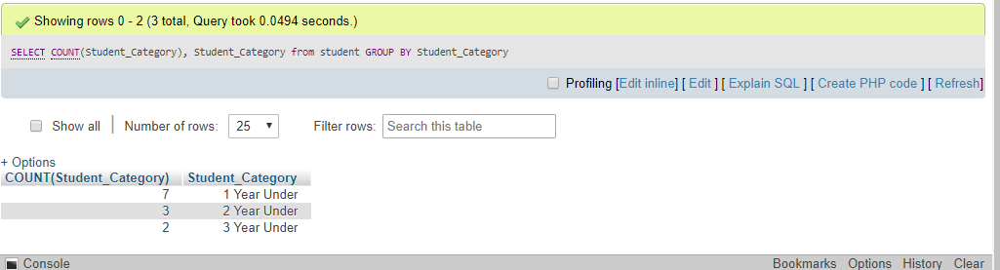 Showing rows 0 - 2 (3 total, Query took 0.0494 seconds.)
SELECT COUNT(Student_Category), Student_Category from student GROUP BY Student_Category
Profiling [Edit inline] [ Edit ] [ Explain SQL ] [ Create PHP code ] [ Refresh]
Show all | Number of rows: 25 Filter rows: Search this table
+ Options
COUNT(Student_Category) Student_Category
7 1 Year Under
3 2 Year Under
2 3 Year Under
Console Bookmarks Options History Clear